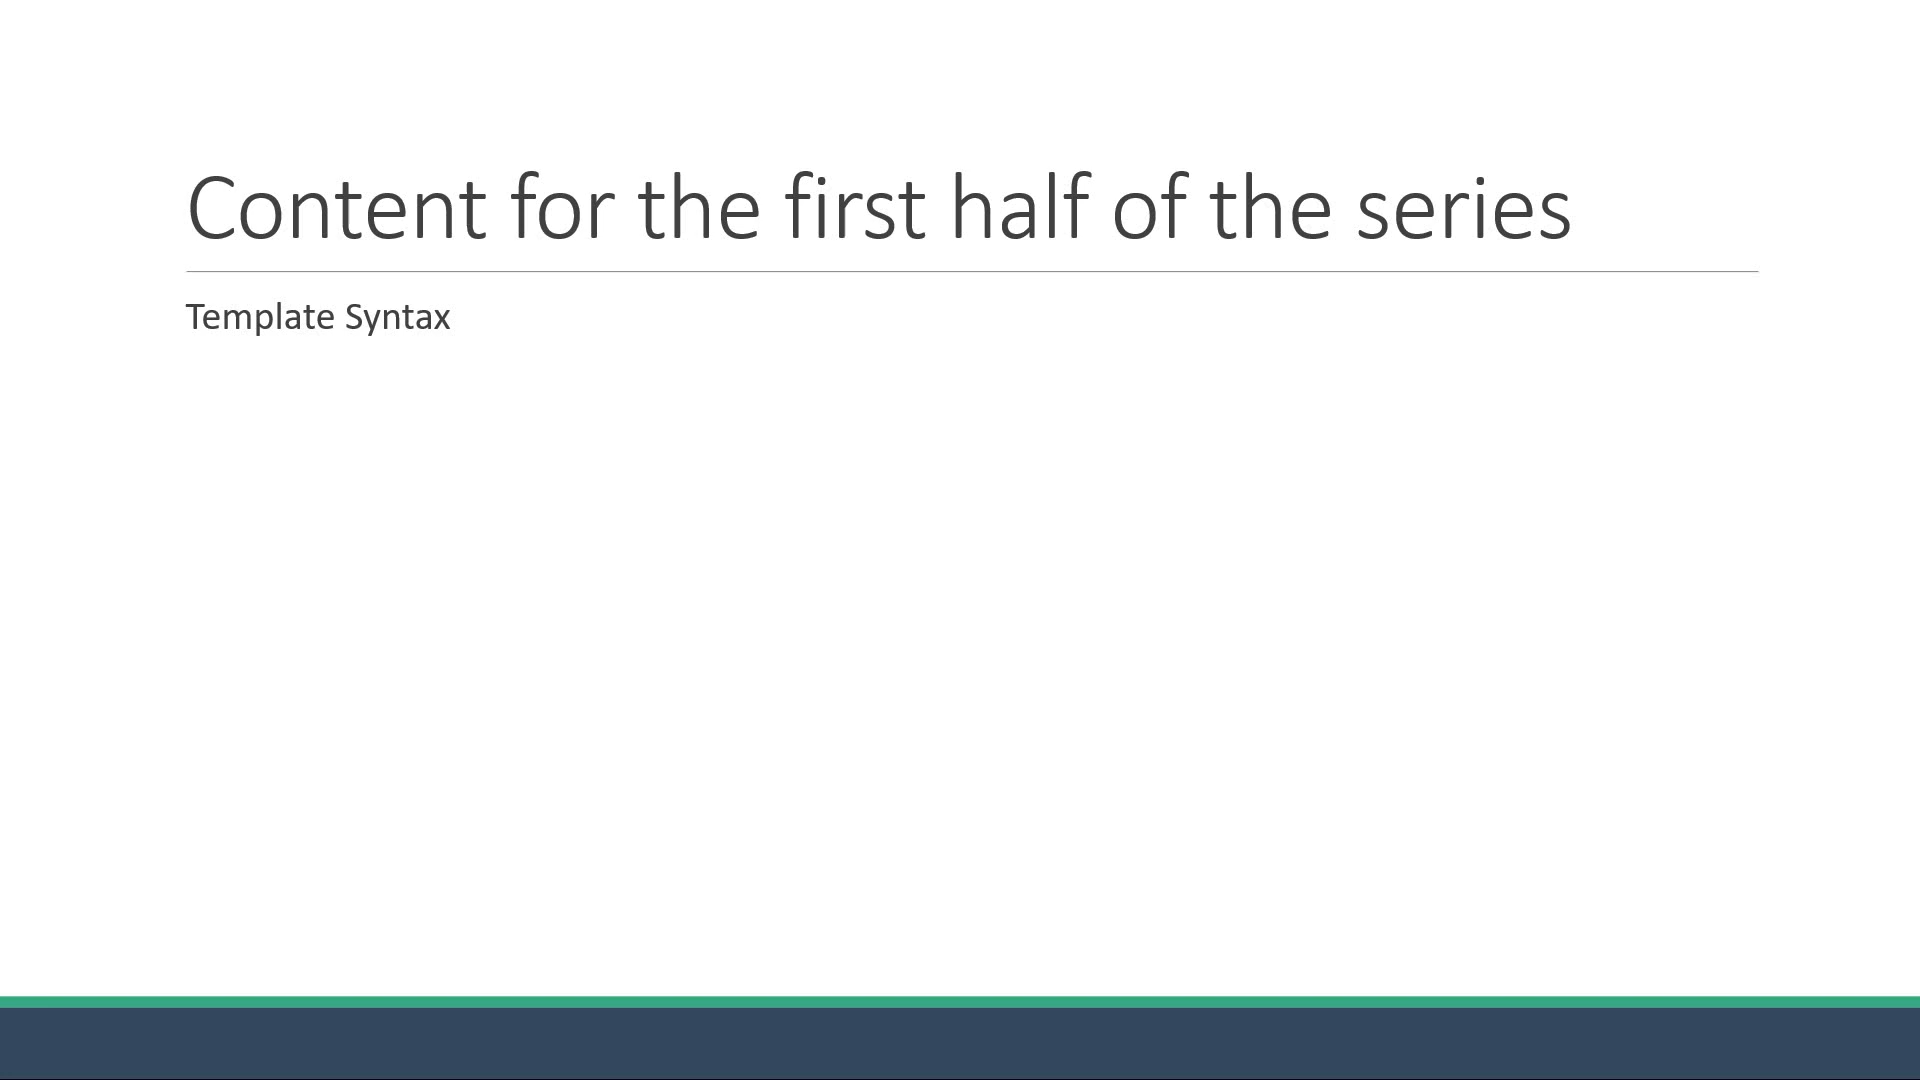 Content for the first half of the series
Template Syntax